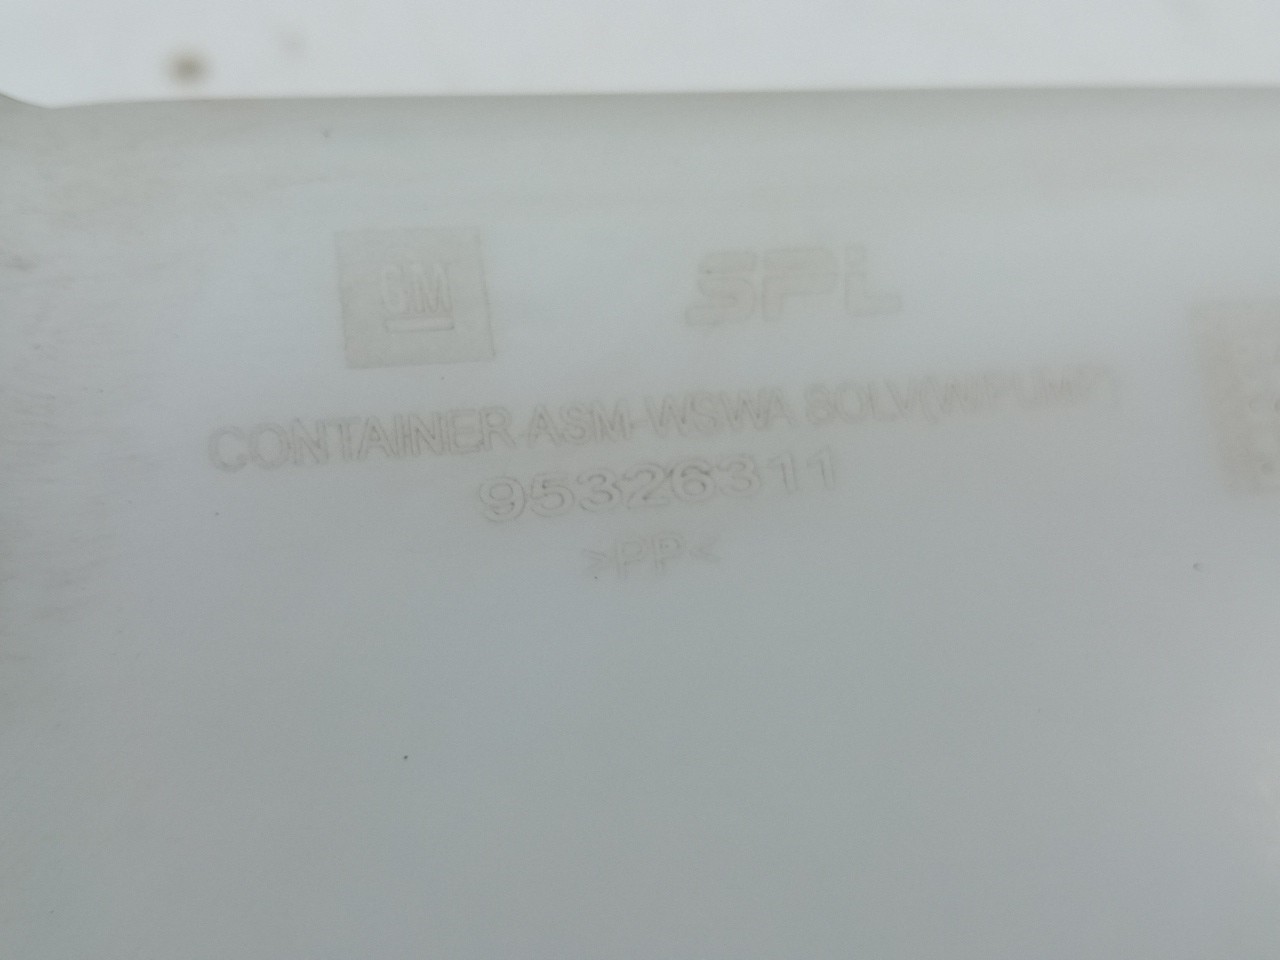 GM
SPL
CONTAINER ASM-WSWA SOLV(W/PUMP)
95326311
>PP<